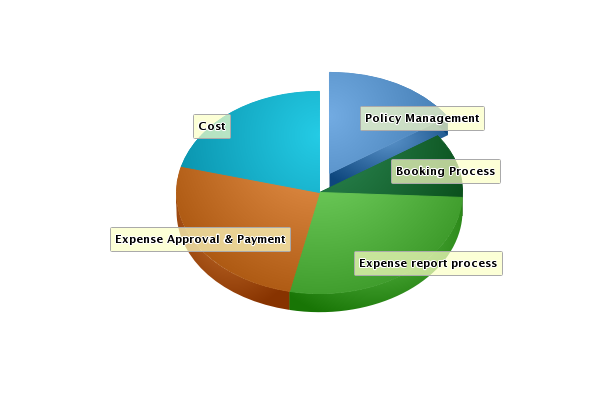 Policy Management
Cost
Booking Process
Expense Approval & Payment
Expense report process